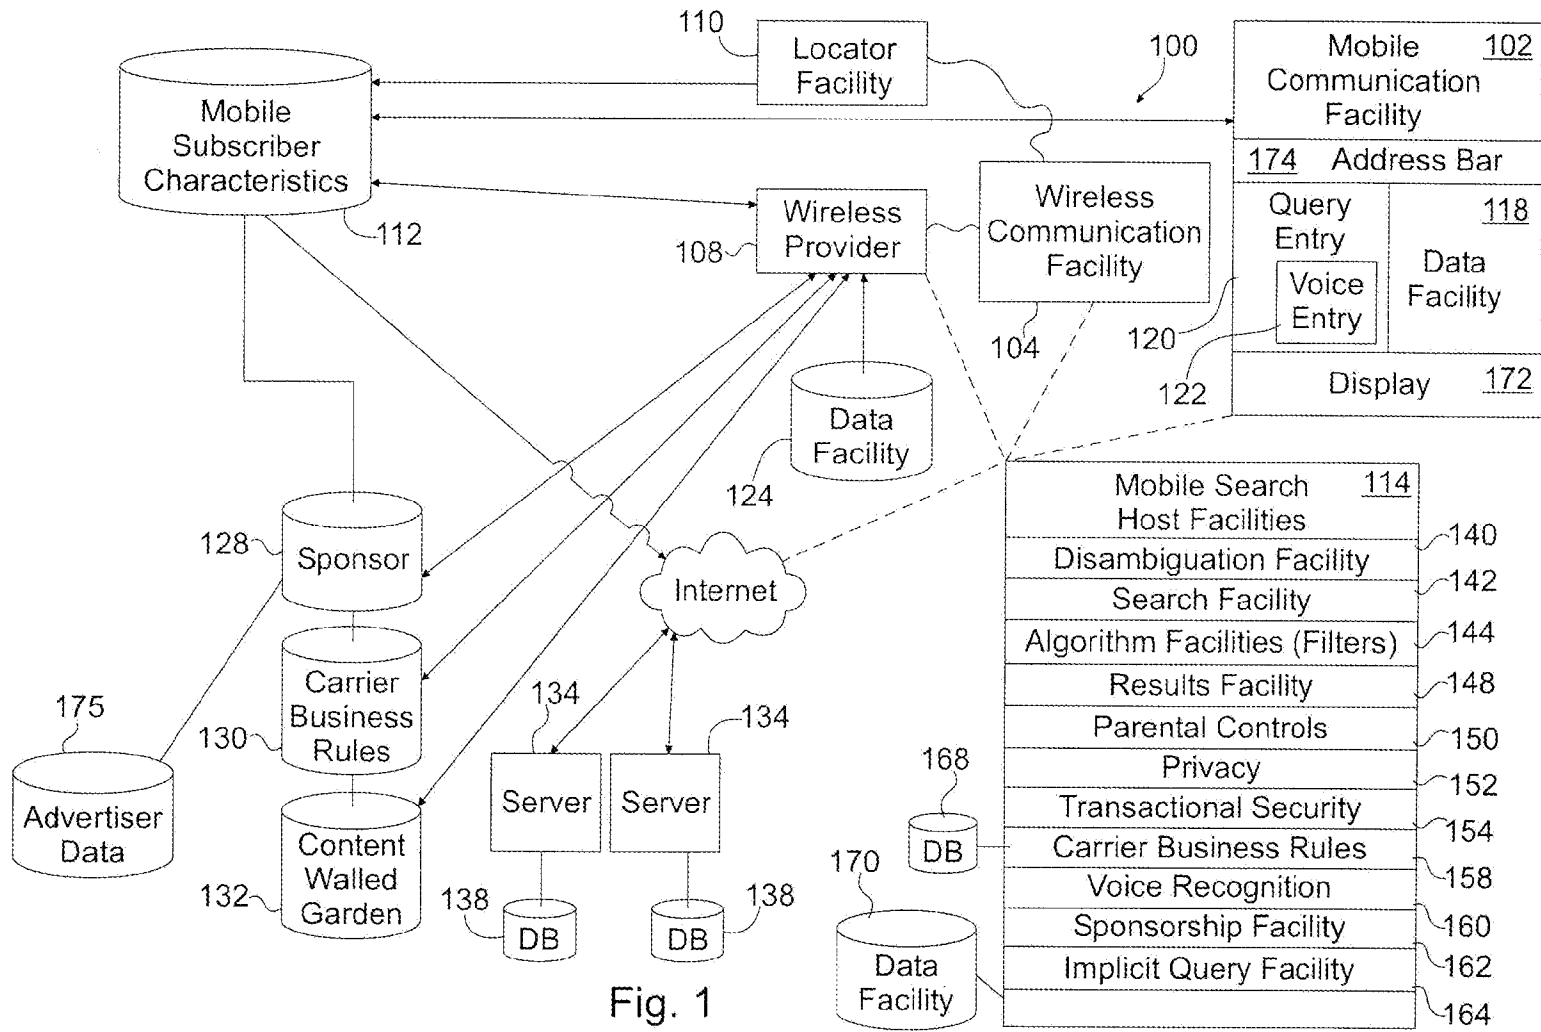 110
Locator
Facility
100
Mobile
Communication
Facility
102
174
Address Bar
Query
Entry
Voice
Entry
118
Data
Facility
120
122
Display
172
Mobile
Subscriber
Characteristics
112
Wireless
Provider
108
Wireless
Communication
Facility
104
Data
Facility
124
128
Sponsor
Internet
Carrier
Business
Rules
130
175
Advertiser
Data
Content
Walled
Garden
132
134
134
Server
Server
138
DB
DB
138
Mobile Search
Host Facilities
114
140
Disambiguation Facility
142
Search Facility
144
Algorithm Facilities (Filters)
Results Facility
148
Parental Controls
150
Privacy
152
Transactional Security
154
168
DB
Carrier Business Rules
158
Voice Recognition
160
Sponsorship Facility
162
Implicit Query Facility
164
170
Data
Facility
Fig. 1